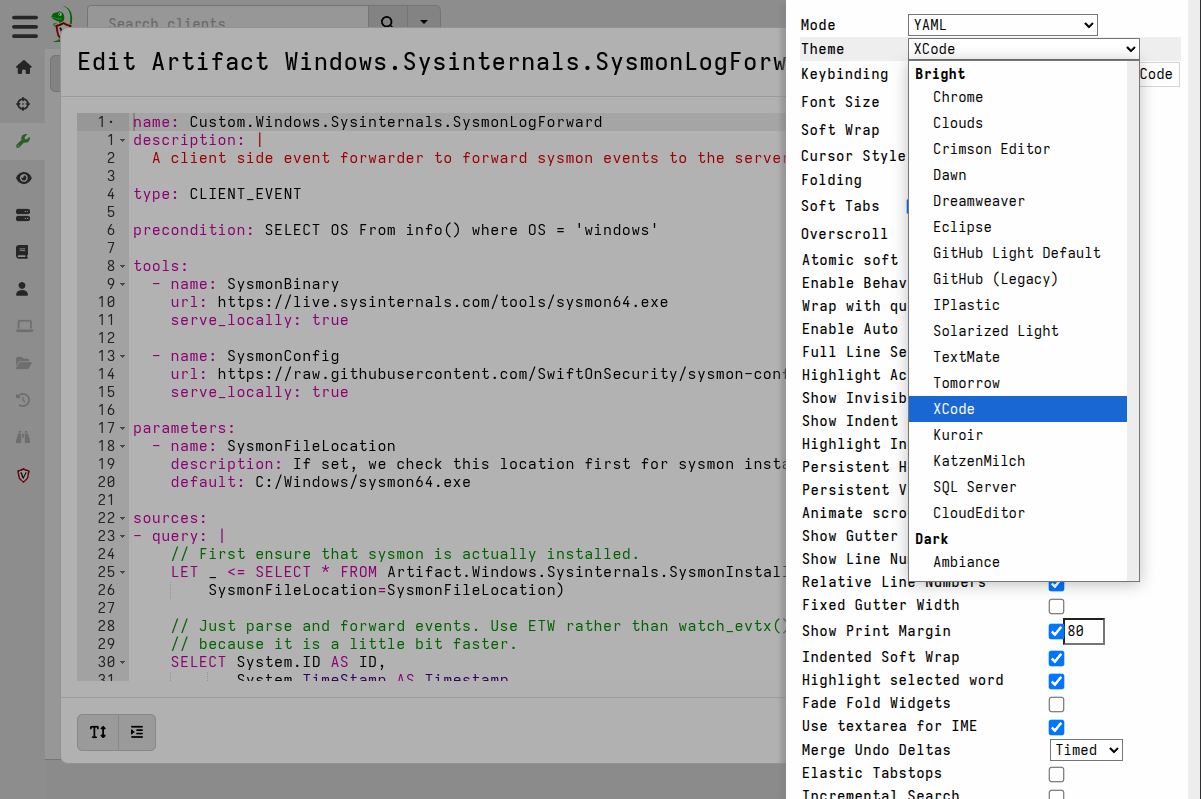 Search clients
Edit Artifact Windows.Sysinternals.SysmonLogForw
1· name: Custom.Windows.Sysinternals.SysmonLogForward
1 description: |
2 A client side event forwarder to forward sysmon events to the server
3
4 type: CLIENT_EVENT
5
6 precondition: SELECT OS From info() where OS = 'windows'
7
8 tools:
9 - name: SysmonBinary
10 url: https://live.sysinternals.com/tools/sysmon64.exe
11 serve_locally: true
12
13 - name: SysmonConfig
14 url: https://raw.githubusercontent.com/SwiftOnSecurity/sysmon-conf
15 serve_locally: true
16
17 parameters:
18 - name: SysmonFileLocation
19 description: If set, we check this location first for sysmon insta
20 default: C:/Windows/sysmon64.exe
21
22 sources:
23 - query: |
24 // First ensure that sysmon is actually installed.
25 LET _ <= SELECT * FROM Artifact.Windows.Sysinternals.SysmonInstall
26 SysmonFileLocation=SysmonFileLocation)
27
28 // Just parse and forward events. Use ETW rather than watch_evtx()
29 // because it is a little bit faster.
30 SELECT System.ID AS ID,
31 System.TimeStamp AS Timestamp
Mode YAML
Theme XCode
Keybinding Code
Font Size
Soft Wrap
Cursor Style
Folding
Soft Tabs
Overscroll
Atomic soft
Enable Behav
Wrap with qu
Enable Auto
Full Line Se
Highlight Ac
Show Invisib
Show Indent
Highlight In
Persistent H
Persistent V
Animate scro
Show Gutter
Show Line Nu
Relative Line Numbers
Fixed Gutter Width
Show Print Margin 80
Indented Soft Wrap
Highlight selected word
Fade Fold Widgets
Use textarea for IME
Merge Undo Deltas Timed
Elastic Tabstops
Incremental Search
Bright
Chrome
Clouds
Crimson Editor
Dawn
Dreamweaver
Eclipse
GitHub Light Default
GitHub (Legacy)
IPlastic
Solarized Light
TextMate
Tomorrow
XCode
Kuroir
KatzenMilch
SQL Server
CloudEditor
Dark
Ambiance